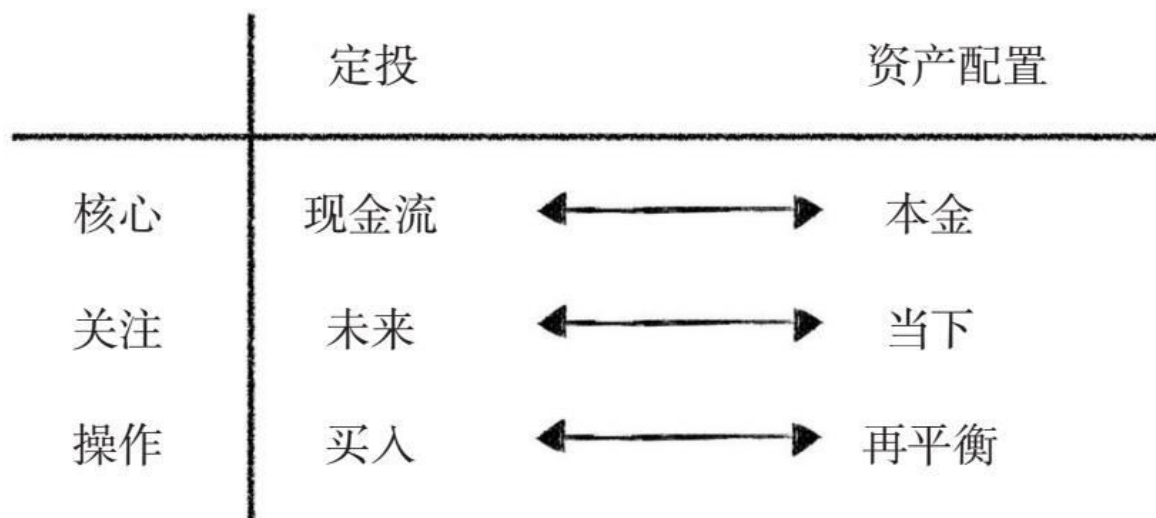 定投 资产配置
核心 现金流 本金
关注 未来 当下
操作 买入 再平衡